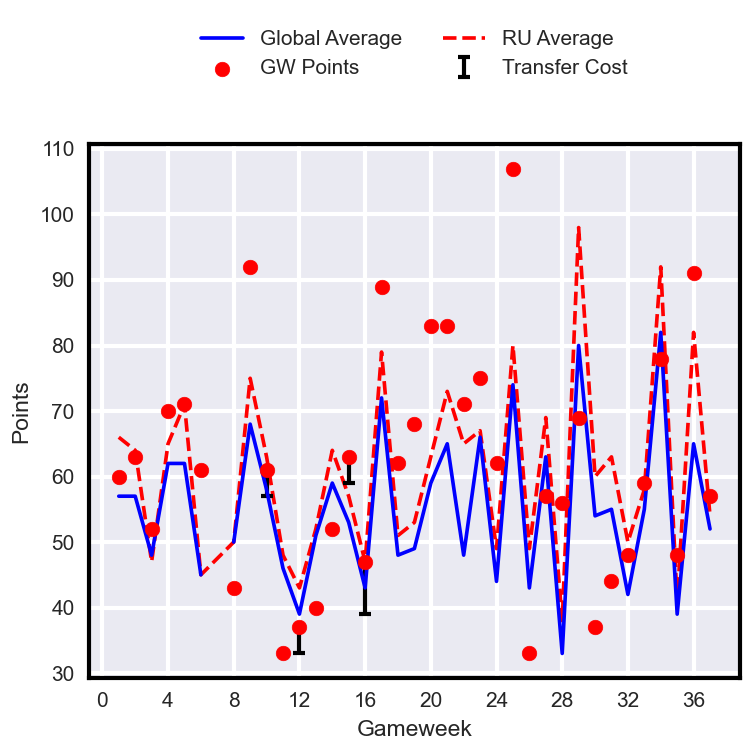 Global Average
RU Average
GW Points
Transfer Cost
110
100
90
80
70
60
50
40
30
Points
0 4 8 12 16 20 24 28 32 36
Gameweek